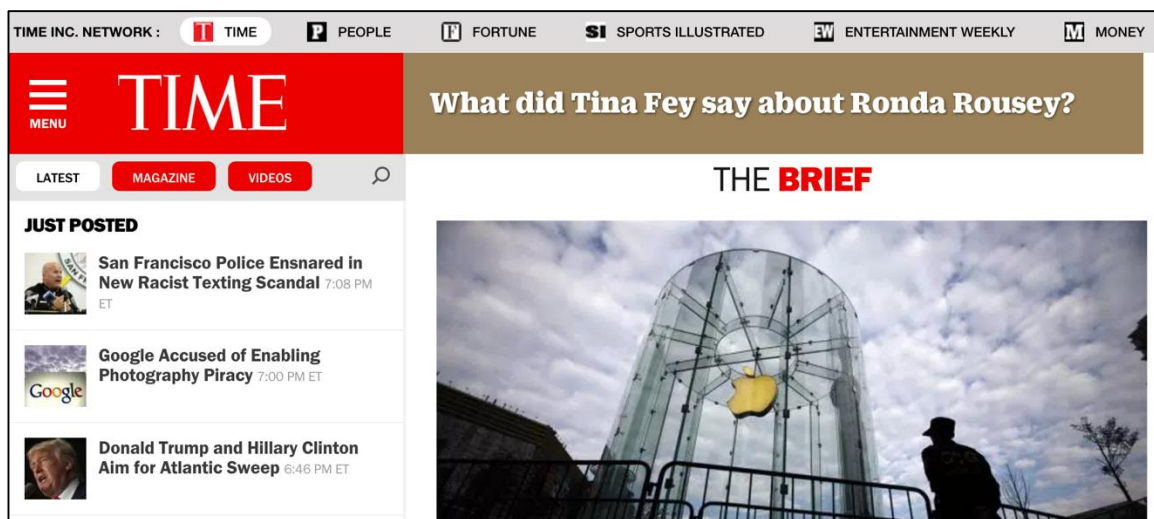 TIME INC. NETWORK :
T TIME
P PEOPLE
F FORTUNE
SI SPORTS ILLUSTRATED
EW ENTERTAINMENT WEEKLY
M MONEY
MENU
TIME
What did Tina Fey say about Ronda Rousey?
LATEST
MAGAZINE
VIDEOS
THE BRIEF
JUST POSTED
San Francisco Police Ensnared in
New Racist Texting Scandal 7:08 PM
ET
Google Accused of Enabling
Photography Piracy 7:00 PM ET
Google
Donald Trump and Hillary Clinton
Aim for Atlantic Sweep 6:46 PM ET